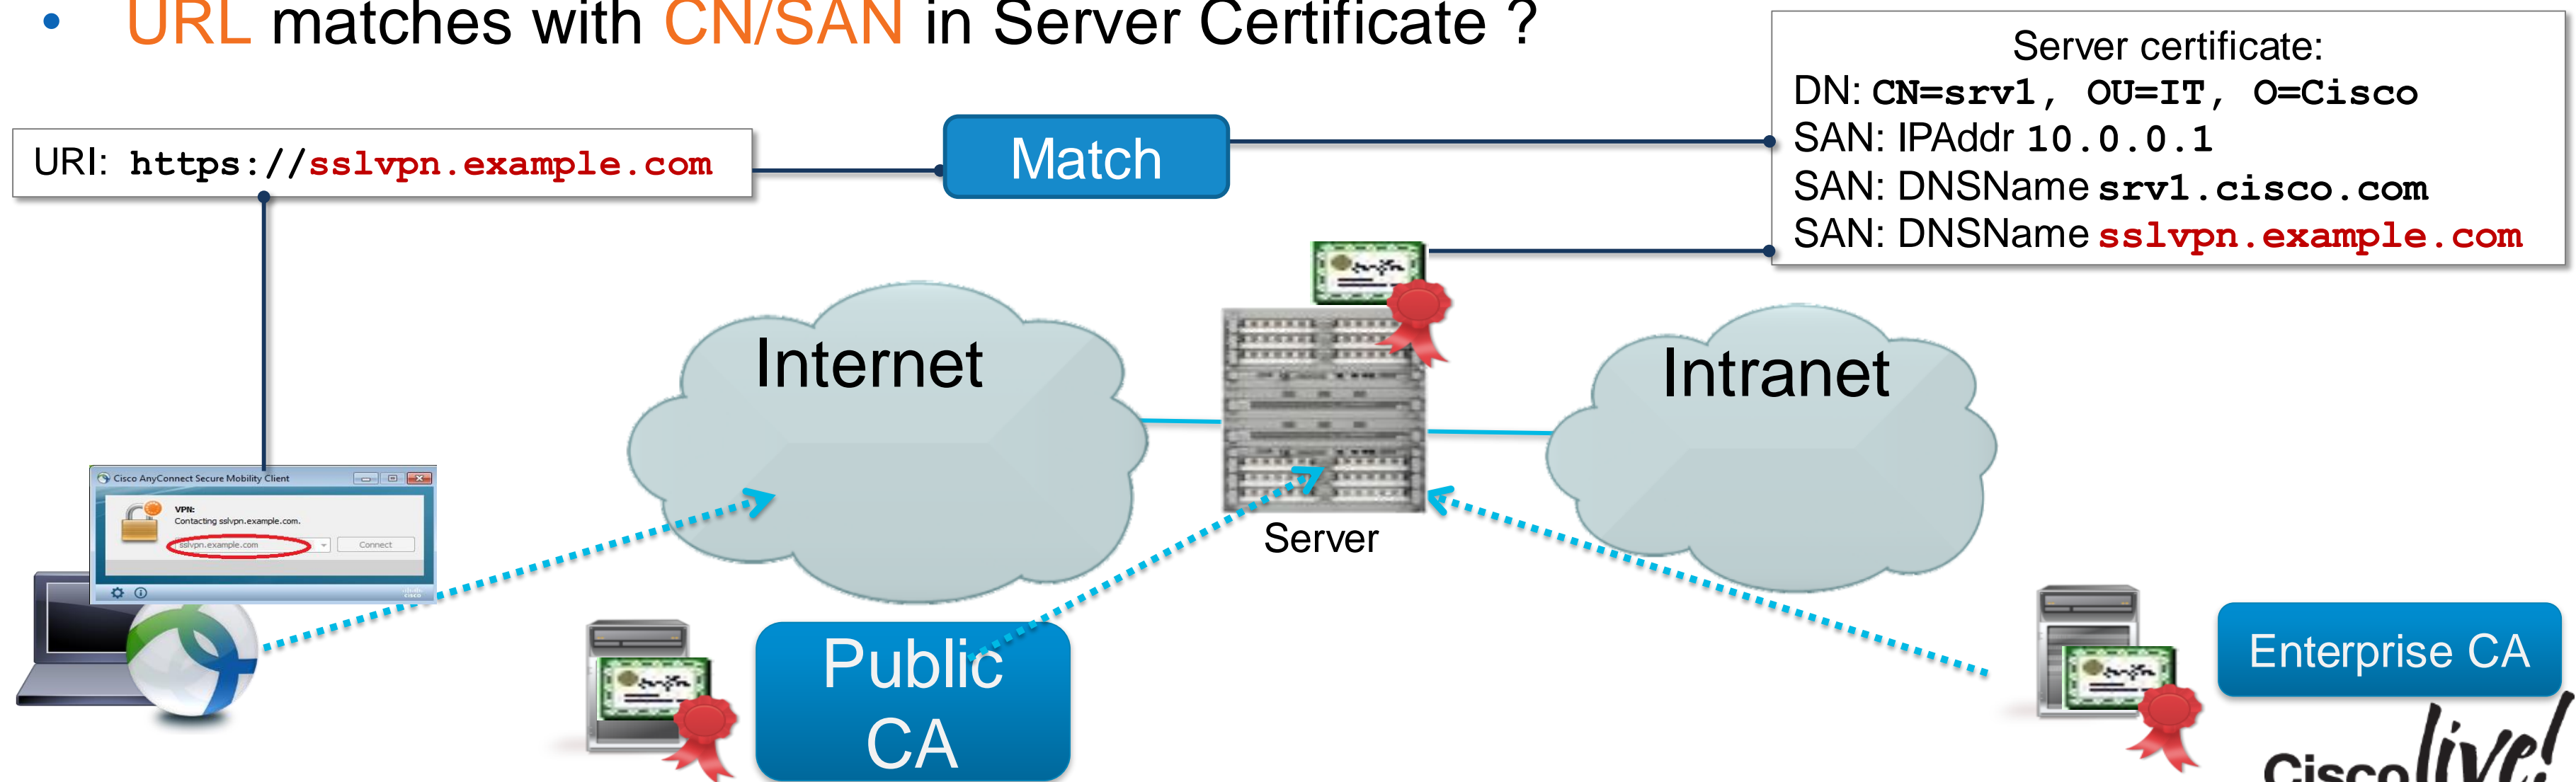 • URL matches with CN/SAN in Server Certificate ?
Server certificate:
DN: CN=srv1, OU=IT, O=Cisco
SAN: IPAddr 10.0.0.1
SAN: DNSName srv1.cisco.com
SAN: DNSName sslvpn.example.com
URI: https://sslvpn.example.com
Match
Internet
Intranet
Server
Cisco AnyConnect Secure Mobility Client
VPN:
Contacting sslvpn.example.com.
sslvpn.example.com
Connect
Public
CA
Enterprise CA
Cisco live!